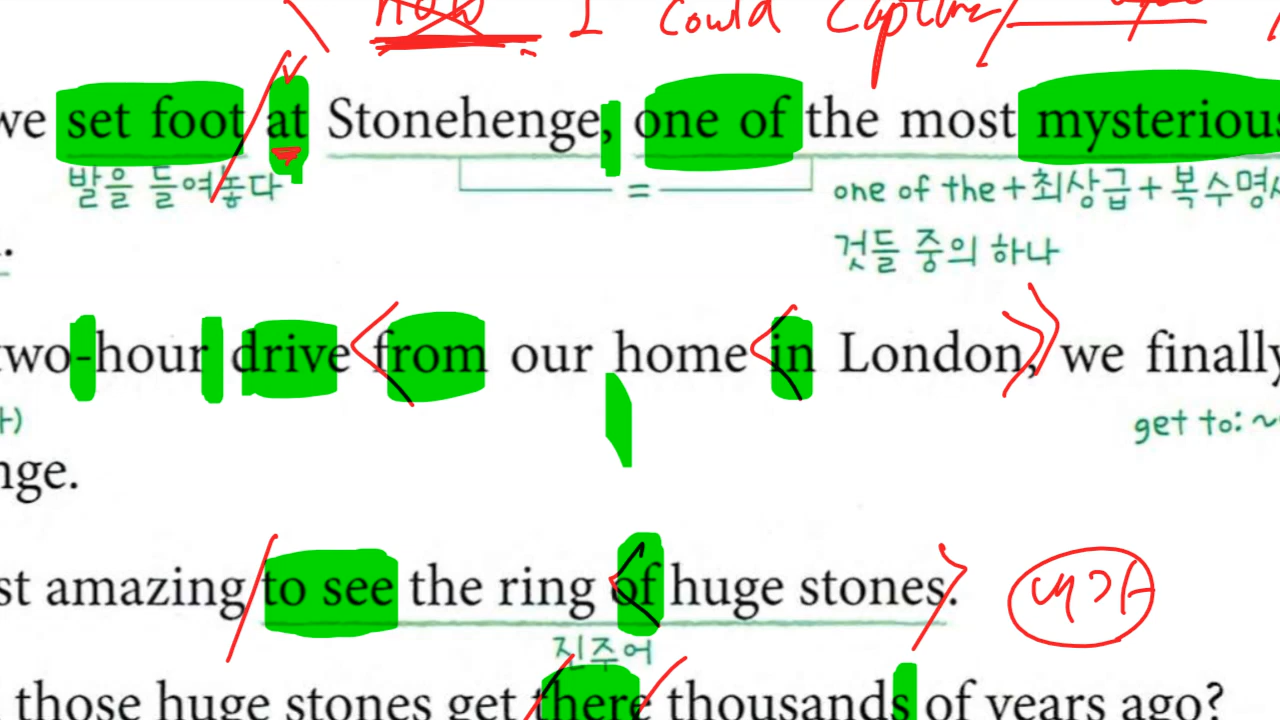 I could capture
we set foot at Stonehenge, one of the most mysterious
발을 들여놓다 = one of the + 최상급 + 복수명사
것들 중의 하나
two-hour drive from our home in London, we finally
get to: ~
nge.
st amazing to see the ring of huge stones.
진주어
those huge stones get there thousands of years ago?